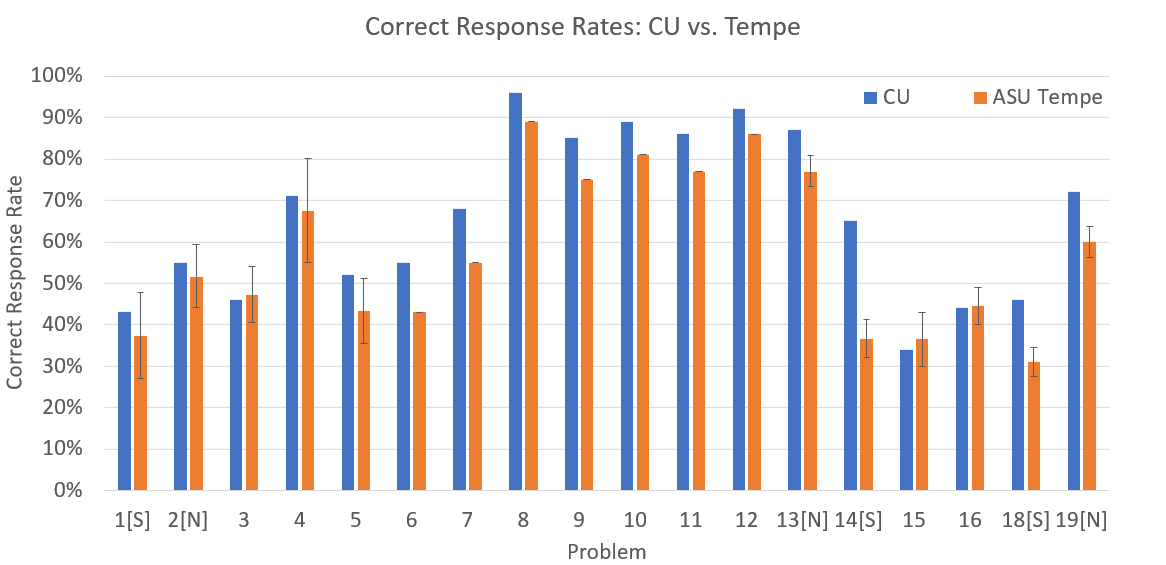 Correct Response Rates: CU vs. Tempe
CU ASU Tempe
100%
90%
80%
70%
60%
50%
40%
30%
20%
10%
0%
Correct Response Rate
1[S] 2[N] 3 4 5 6 7 8 9 10 11 12 13[N] 14[S] 15 16 18[S] 19[N]
Problem